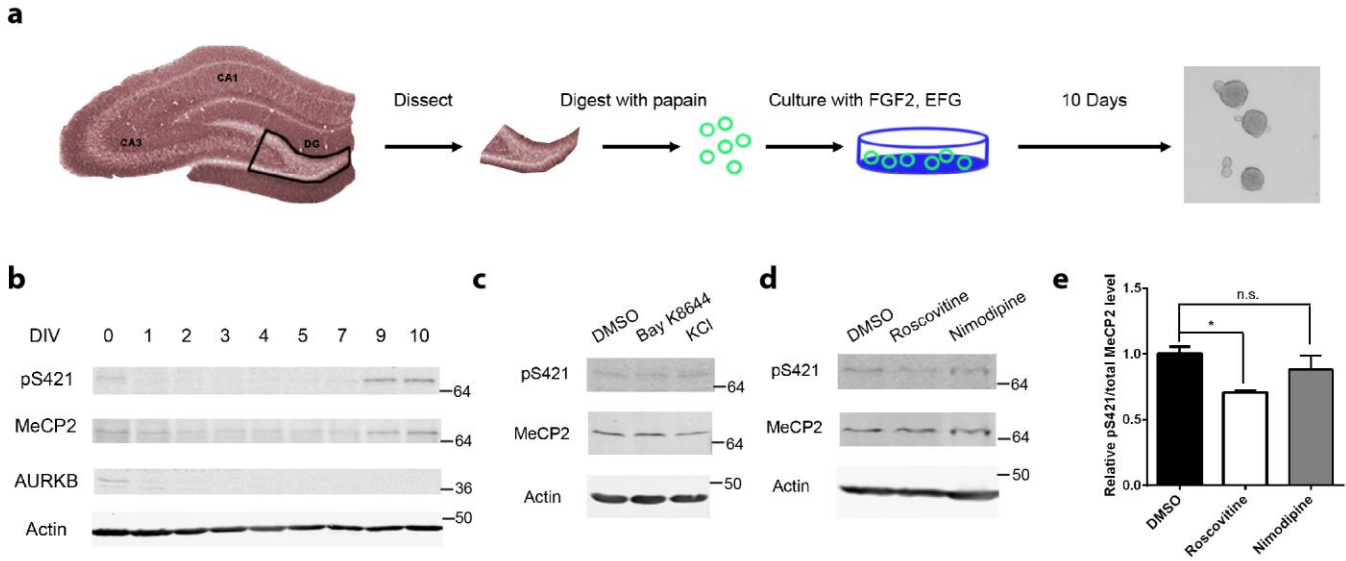 a
CA1
CA3
DG
Dissect
Digest with papain
Culture with FGF2, EFG
10 Days
b
DIV 0 1 2 3 4 5 7 9 10
pS421
64
MeCP2
64
AURKB
36
Actin
50
c
DMSO
Bay K8644
KCl
pS421
64
MeCP2
64
Actin
50
d
DMSO
Roscovitine
Nimodipine
pS421
64
MeCP2
64
Actin
50
e
Relative pS421/total MeCP2 level
1.5
1.0
0.5
0.0
n.s.
*
DMSO
Roscovitine
Nimodipine